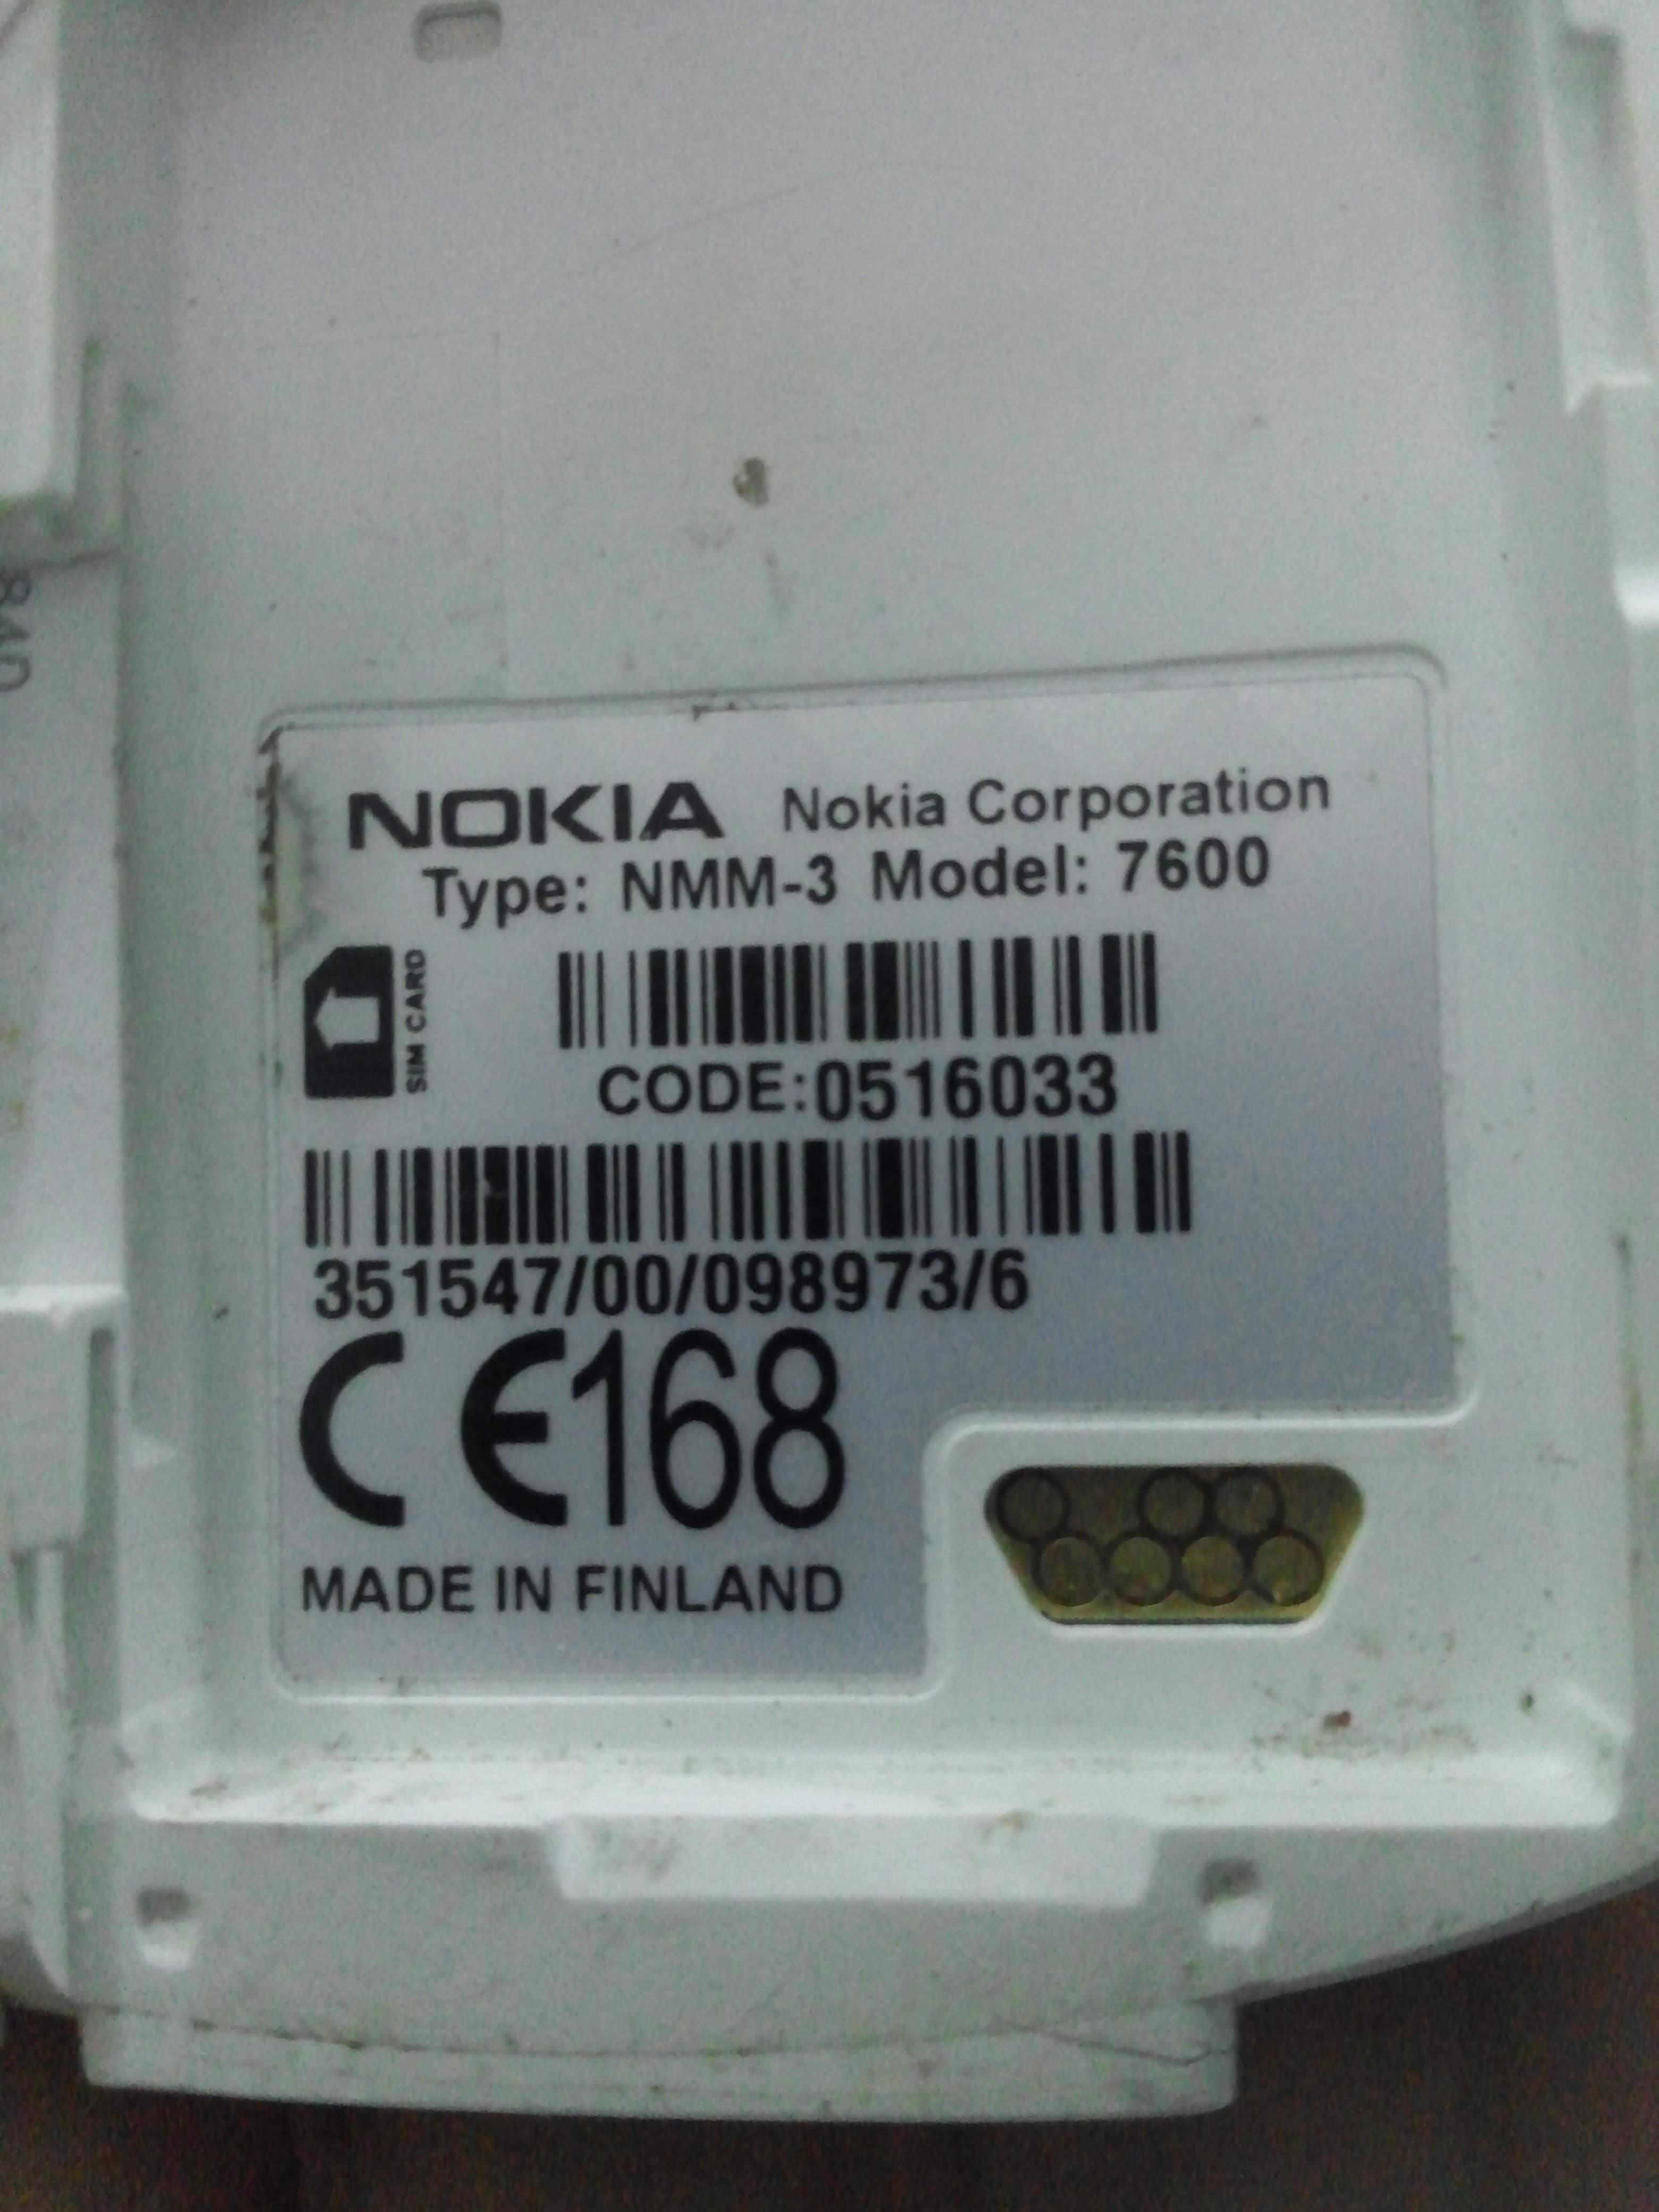 NOKIA Nokia Corporation
Type: NMM-3 Model: 7600
SIM CARD
CODE:0516033
351547/00/098973/6
CE168
MADE IN FINLAND